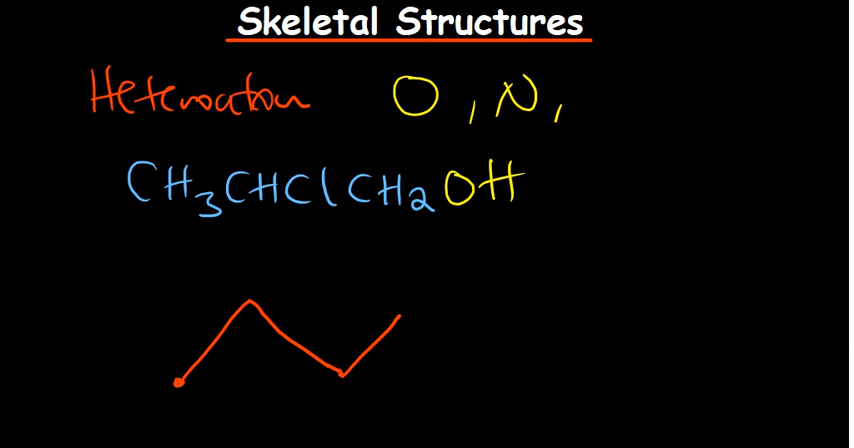 Skeletal Structures
Heteroatom O, N,
CH3CHClCH2OH